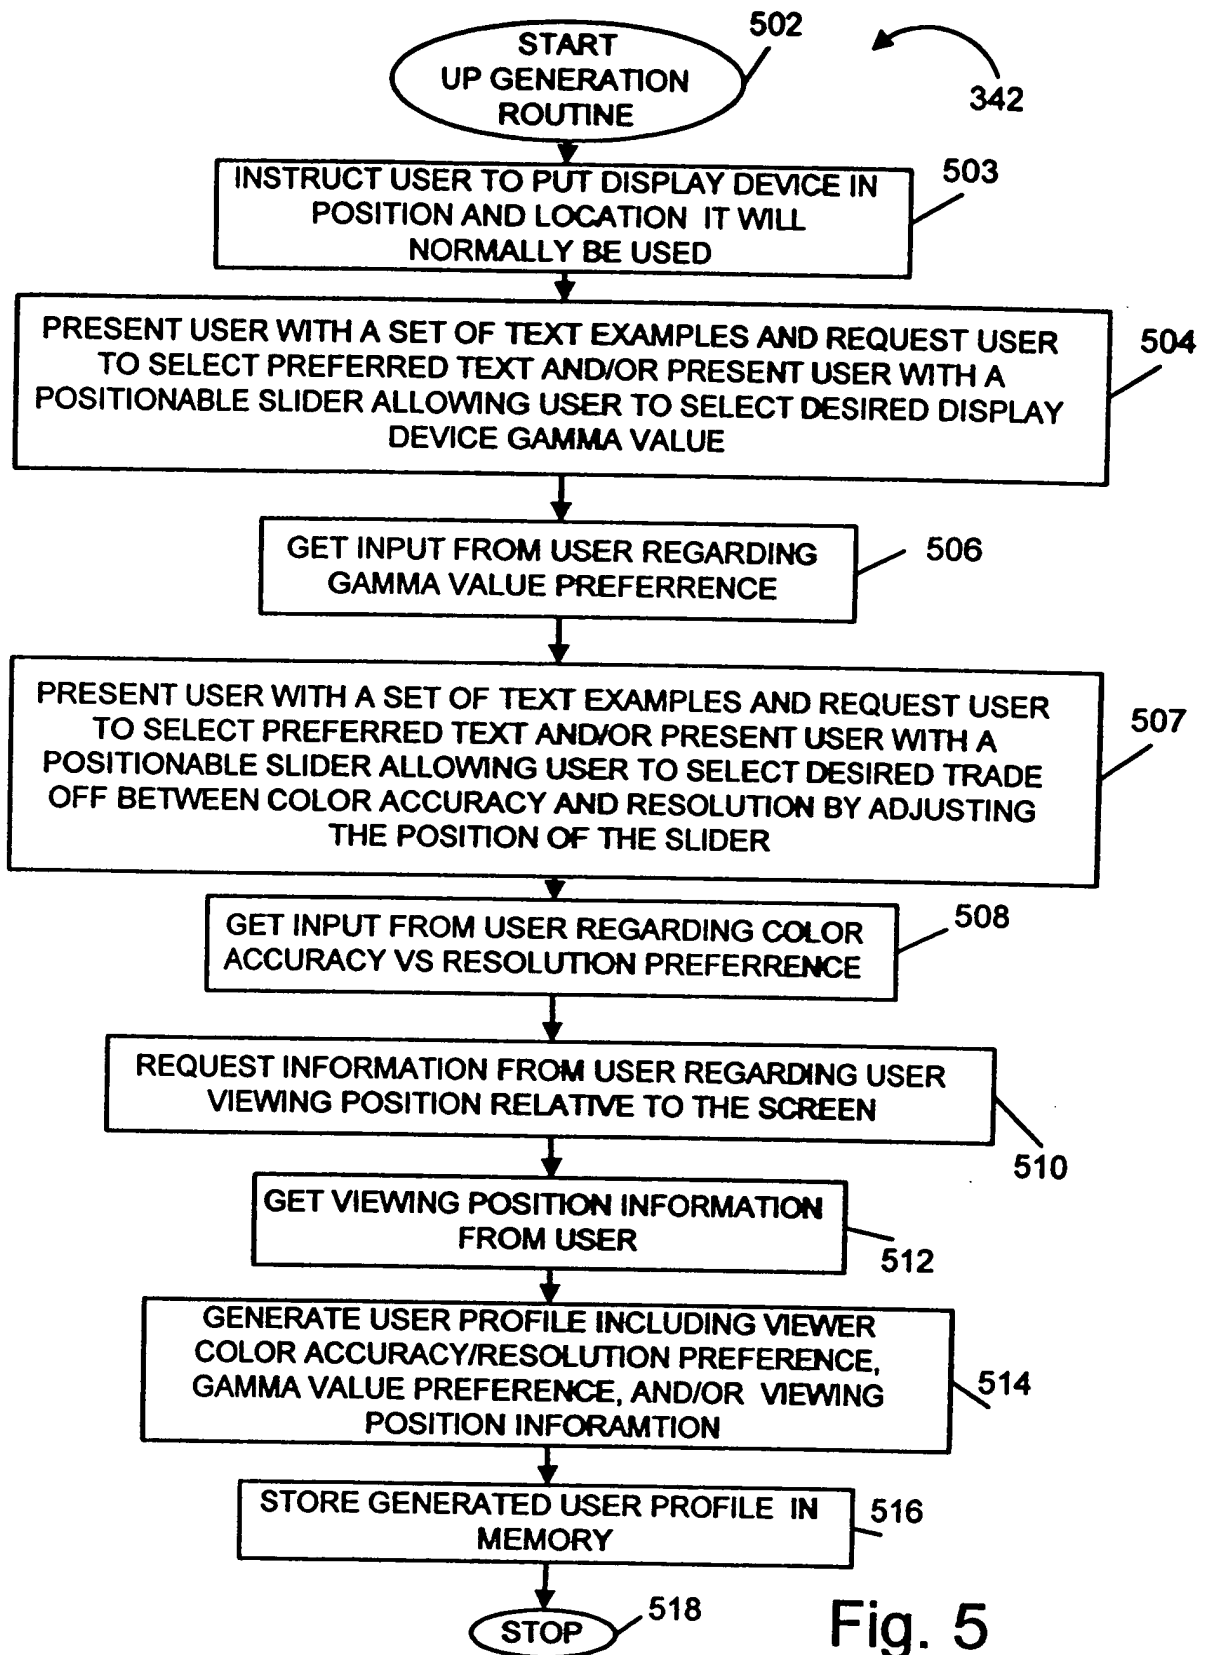 START
UP GENERATION
ROUTINE
502
342
INSTRUCT USER TO PUT DISPLAY DEVICE IN
POSITION AND LOCATION IT WILL
NORMALLY BE USED
503
PRESENT USER WITH A SET OF TEXT EXAMPLES AND REQUEST USER
TO SELECT PREFERRED TEXT AND/OR PRESENT USER WITH A
POSITIONABLE SLIDER ALLOWING USER TO SELECT DESIRED DISPLAY
DEVICE GAMMA VALUE
504
GET INPUT FROM USER REGARDING
GAMMA VALUE PREFERRENCE
506
PRESENT USER WITH A SET OF TEXT EXAMPLES AND REQUEST USER
TO SELECT PREFERRED TEXT AND/OR PRESENT USER WITH A
POSITIONABLE SLIDER ALLOWING USER TO SELECT DESIRED TRADE
OFF BETWEEN COLOR ACCURACY AND RESOLUTION BY ADJUSTING
THE POSITION OF THE SLIDER
507
GET INPUT FROM USER REGARDING COLOR
ACCURACY VS RESOLUTION PREFERRENCE
508
REQUEST INFORMATION FROM USER REGARDING USER
VIEWING POSITION RELATIVE TO THE SCREEN
510
GET VIEWING POSITION INFORMATION
FROM USER
512
GENERATE USER PROFILE INCLUDING VIEWER
COLOR ACCURACY/RESOLUTION PREFERENCE,
GAMMA VALUE PREFERENCE, AND/OR VIEWING
POSITION INFORAMTION
514
STORE GENERATED USER PROFILE IN
MEMORY
516
STOP
518
Fig. 5